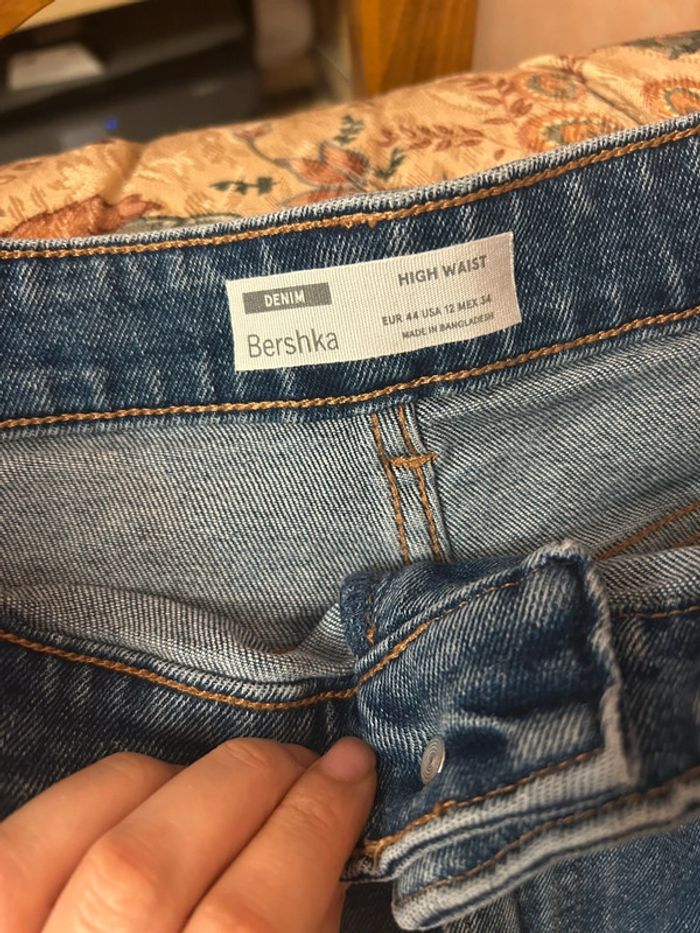 DENIM
Bershka
HIGH WAIST
EUR 44 USA 12 MEX 34
MADE IN BANGLADESH